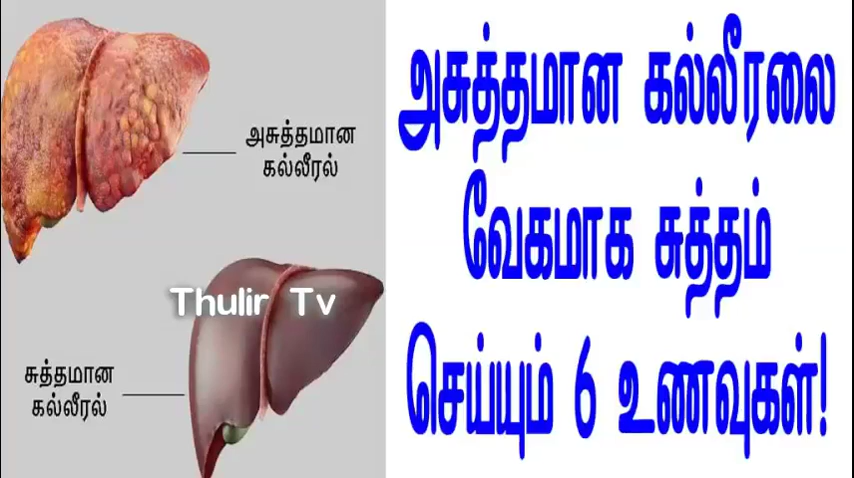 அசுத்தமான
கல்லீரல்
Thulir Tv
சுத்தமான
கல்லீரல்
அசுத்தமான கல்லீரலை
வேகமாக சுத்தம்
செய்யும் 6 உணவுகள்!